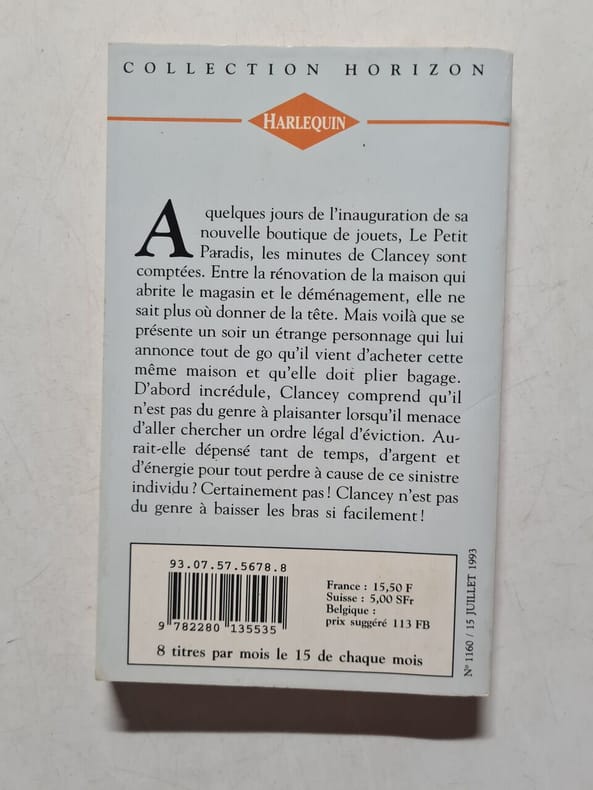 COLLECTION HORIZON
HARLEQUIN
A quelques jours de l'inauguration de sa
nouvelle boutique de jouets, Le Petit
Paradis, les minutes de Clancey sont
comptées. Entre la rénovation de la maison qui
abrite le magasin et le déménagement, elle ne
sait plus où donner de la tête. Mais voilà que se
présente un soir un étrange personnage qui lui
annonce tout de go qu'il vient d'acheter cette
même maison et qu'elle doit plier bagage.
D'abord incrédule, Clancey comprend qu'il
n'est pas du genre à plaisanter lorsqu'il menace
d'aller chercher un ordre légal d'éviction. Au-
rait-elle dépensé tant de temps, d'argent et
d'énergie pour tout perdre à cause de ce sinistre
individu ? Certainement pas ! Clancey n'est pas
du genre à baisser les bras si facilement !
93.07.57.5678.8
9 782280 135535
France : 15,50 F
Suisse : 5,00 SFr
Belgique :
prix suggéré 113 FB
8 titres par mois le 15 de chaque mois
N° 1160 / 15 JUILLET 1993